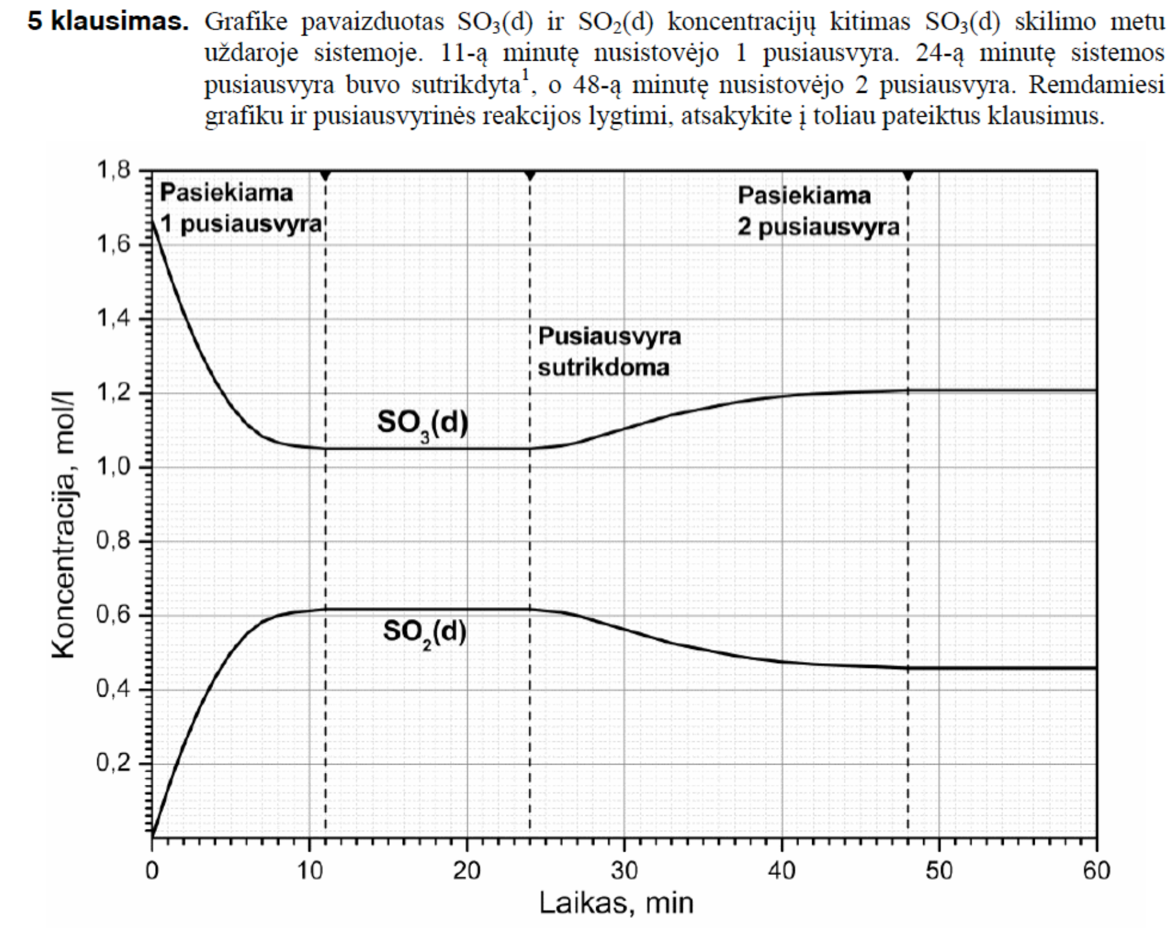 5 klausimas. Grafike pavaizduotas SO₃(d) ir SO₂(d) koncentracijų kitimas SO₃(d) skilimo metu
uždaroje sistemoje. 11-ą minutę nusistovėjo 1 pusiausvyra. 24-ą minutę sistemos
pusiausvyra buvo sutrikdyta¹, o 48-ą minutę nusistovėjo 2 pusiausvyra. Remdamiesi
grafiku ir pusiausvyrinės reakcijos lygtimi, atsakykite į toliau pateiktus klausimus.
1,8
Pasiekiama
1 pusiausvyra
Pasiekiama
2 pusiausvyra
1,6
1,4
Pusiausvyra
sutrikdoma
1,2
SO₃(d)
1,0
0,8
0,6
SO₂(d)
0,4
0,2
Koncentracija, mol/l
0 10 20 30 40 50 60
Laikas, min